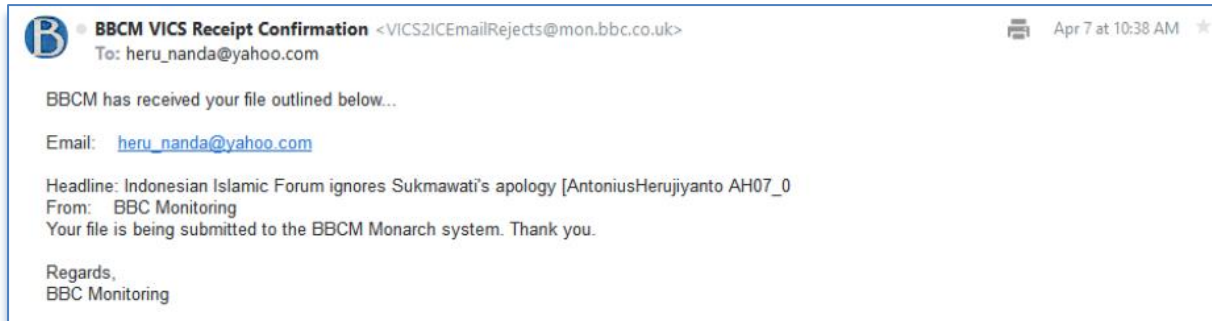 B
BBCM VICS Receipt Confirmation <VICS2ICEmailRejects@mon.bbc.co.uk> Apr 7 at 10:38 AM
To: heru_nanda@yahoo.com
BBCM has received your file outlined below...
Email: heru_nanda@yahoo.com
Headline: Indonesian Islamic Forum ignores Sukmawati's apology [AntoniusHerujiyanto AH07_0
From: BBC Monitoring
Your file is being submitted to the BBCM Monarch system. Thank you.
Regards,
BBC Monitoring